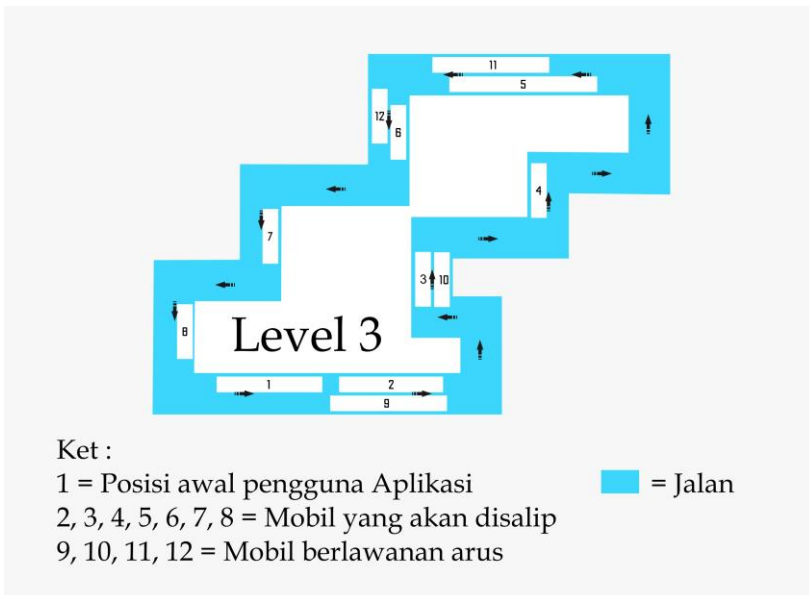 11
5
12
6
4
7
3 10
8
Level 3
1 2
9
Ket :
1 = Posisi awal pengguna Aplikasi
= Jalan
2, 3, 4, 5, 6, 7, 8 = Mobil yang akan disalip
9, 10, 11, 12 = Mobil berlawanan arus